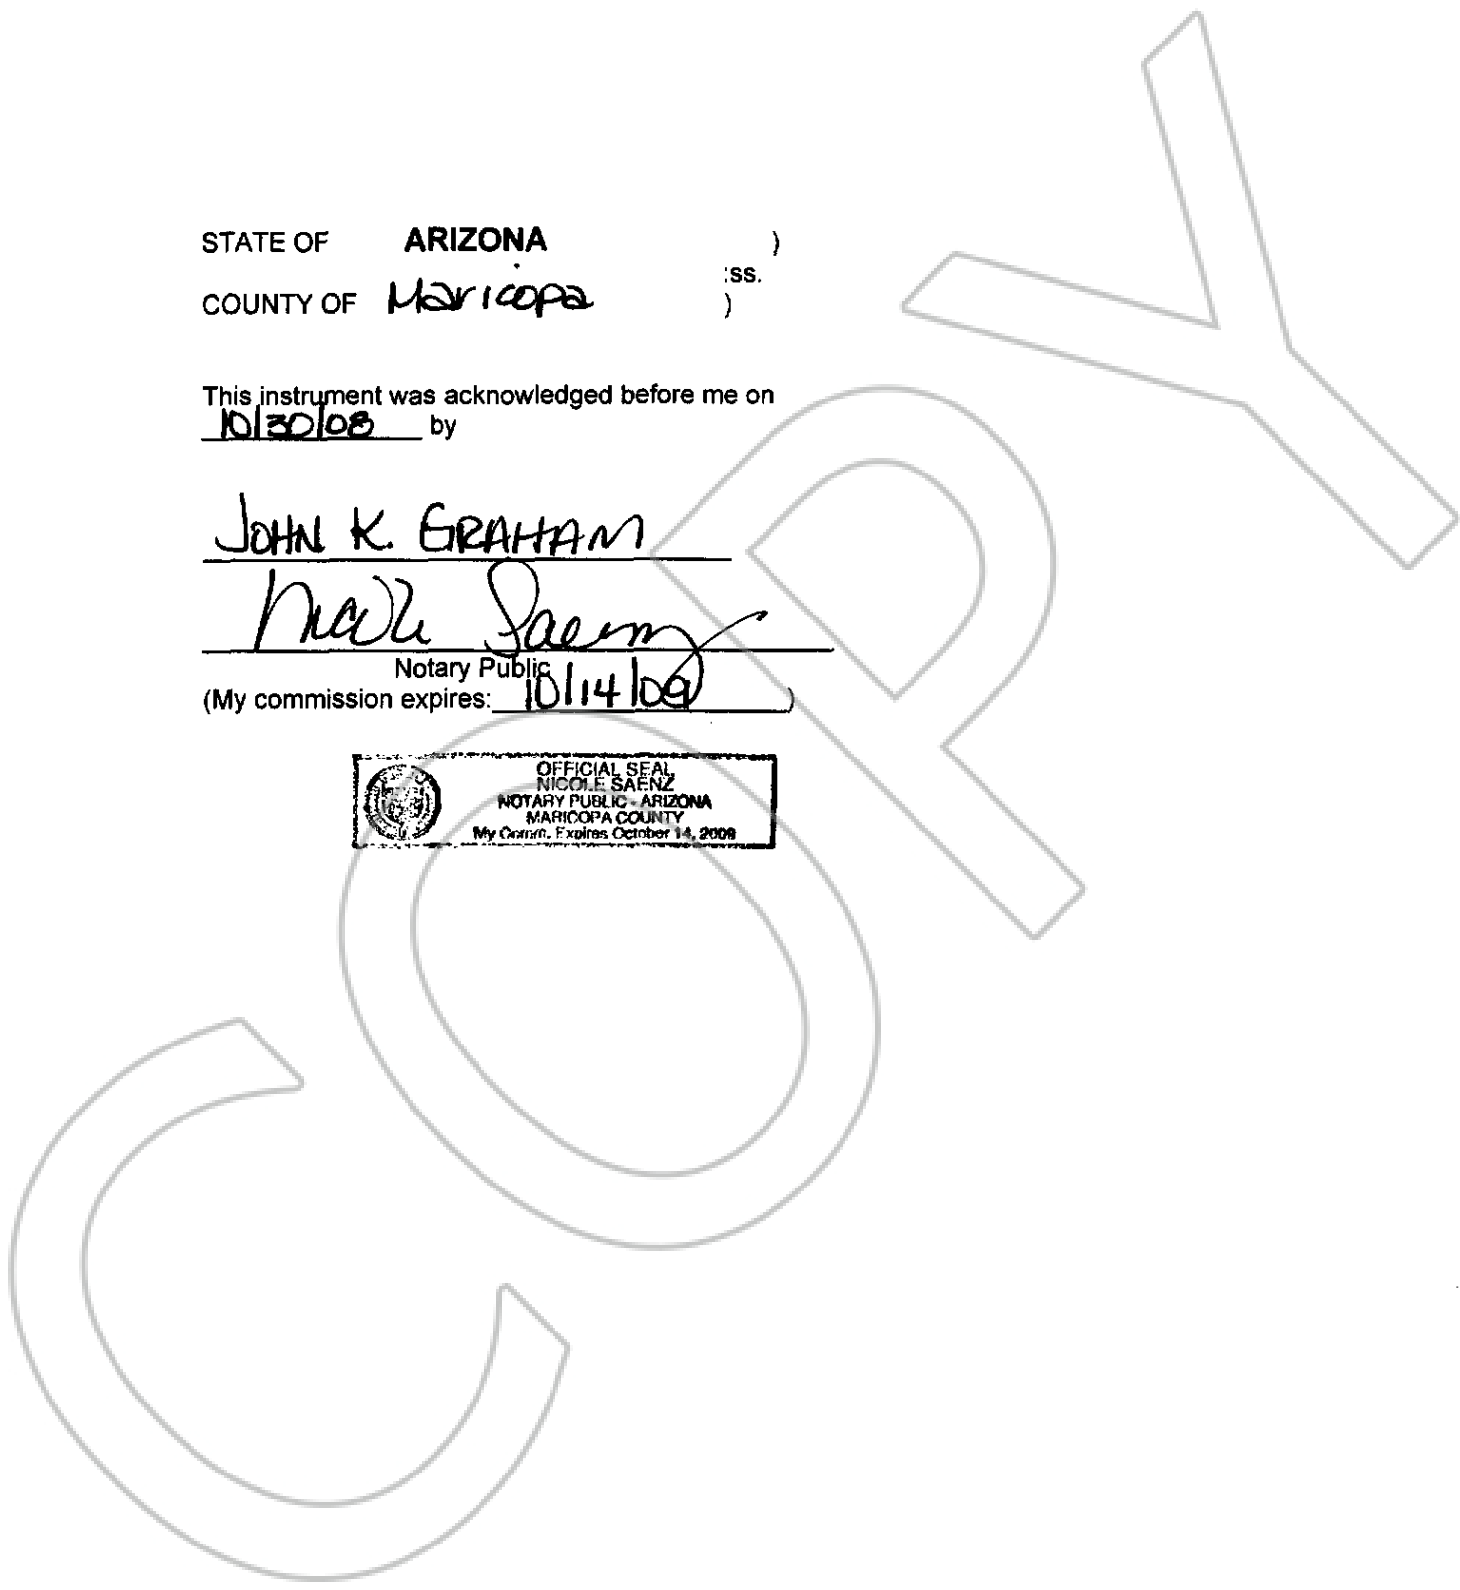 STATE OF ARIZONA )
:ss.
COUNTY OF Maricopa )
This instrument was acknowledged before me on
10/30/08 by
JOHN K. GRAHAM
Nicole Saenz
Notary Public
(My commission expires: 10/14/09 )
OFFICIAL SEAL
NICOLE SAENZ
NOTARY PUBLIC - ARIZONA
MARICOPA COUNTY
My Comm. Expires October 14, 2009
COPY